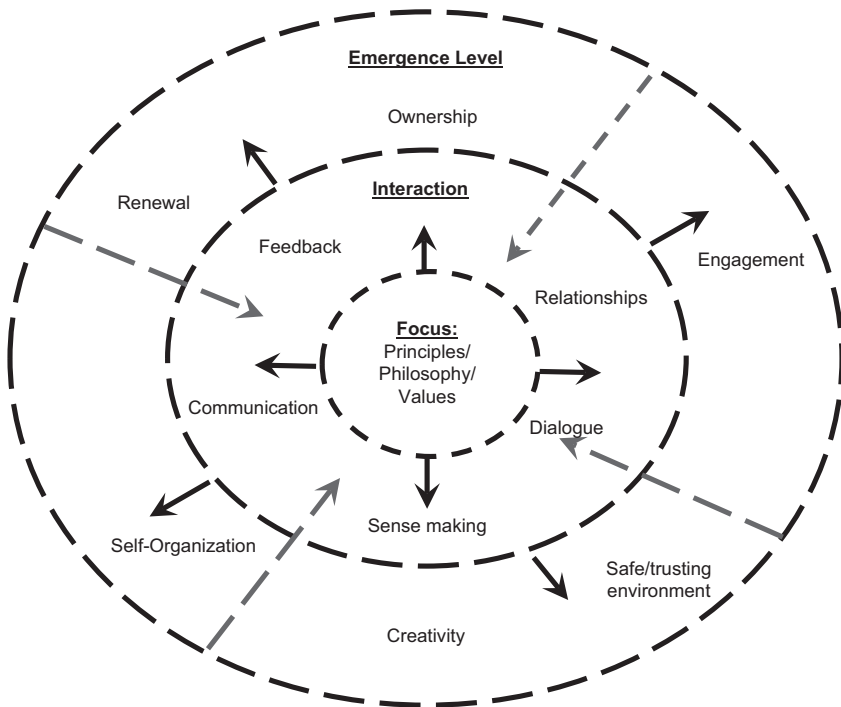 Emergence Level
Ownership
Renewal
Interaction
Feedback
Engagement
Relationships
Focus:
Principles/
Philosophy/
Values
Communication
Dialogue
Sense making
Self-Organization
Safe/trusting
environment
Creativity